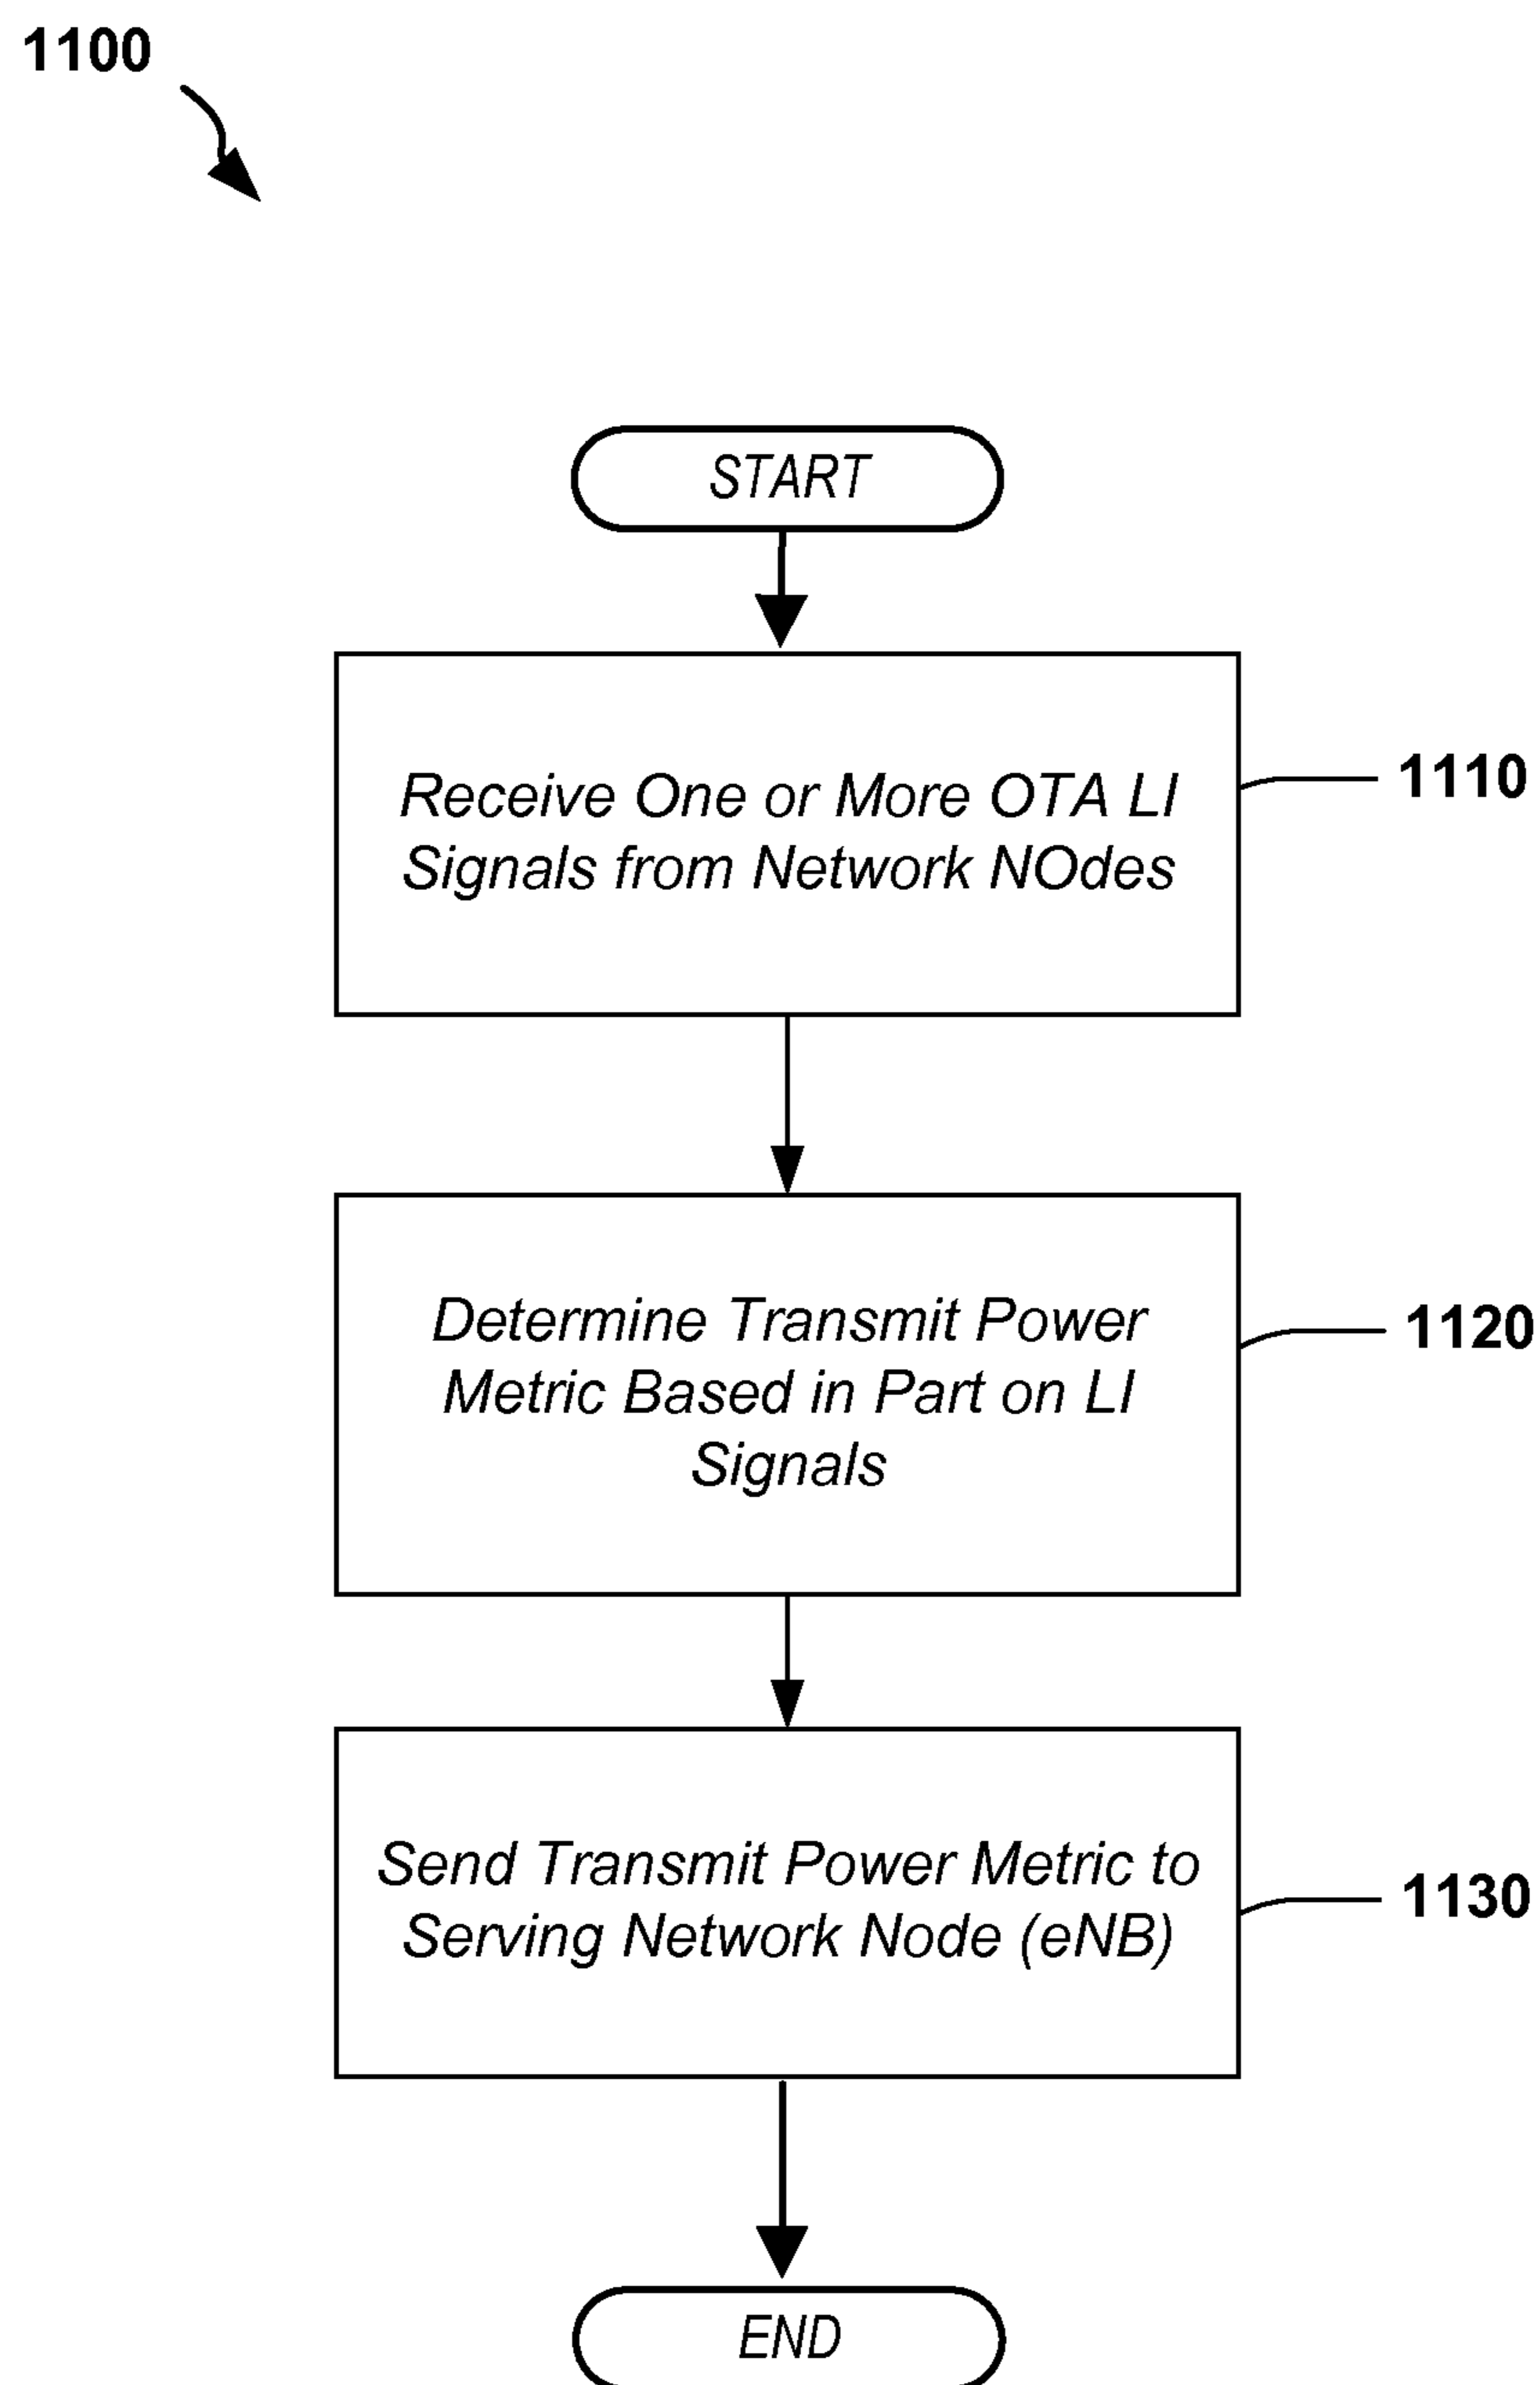 1100
START
Receive One or More OTA LI
Signals from Network NOdes
1110
Determine Transmit Power
Metric Based in Part on LI
Signals
1120
Send Transmit Power Metric to
Serving Network Node (eNB)
1130
END